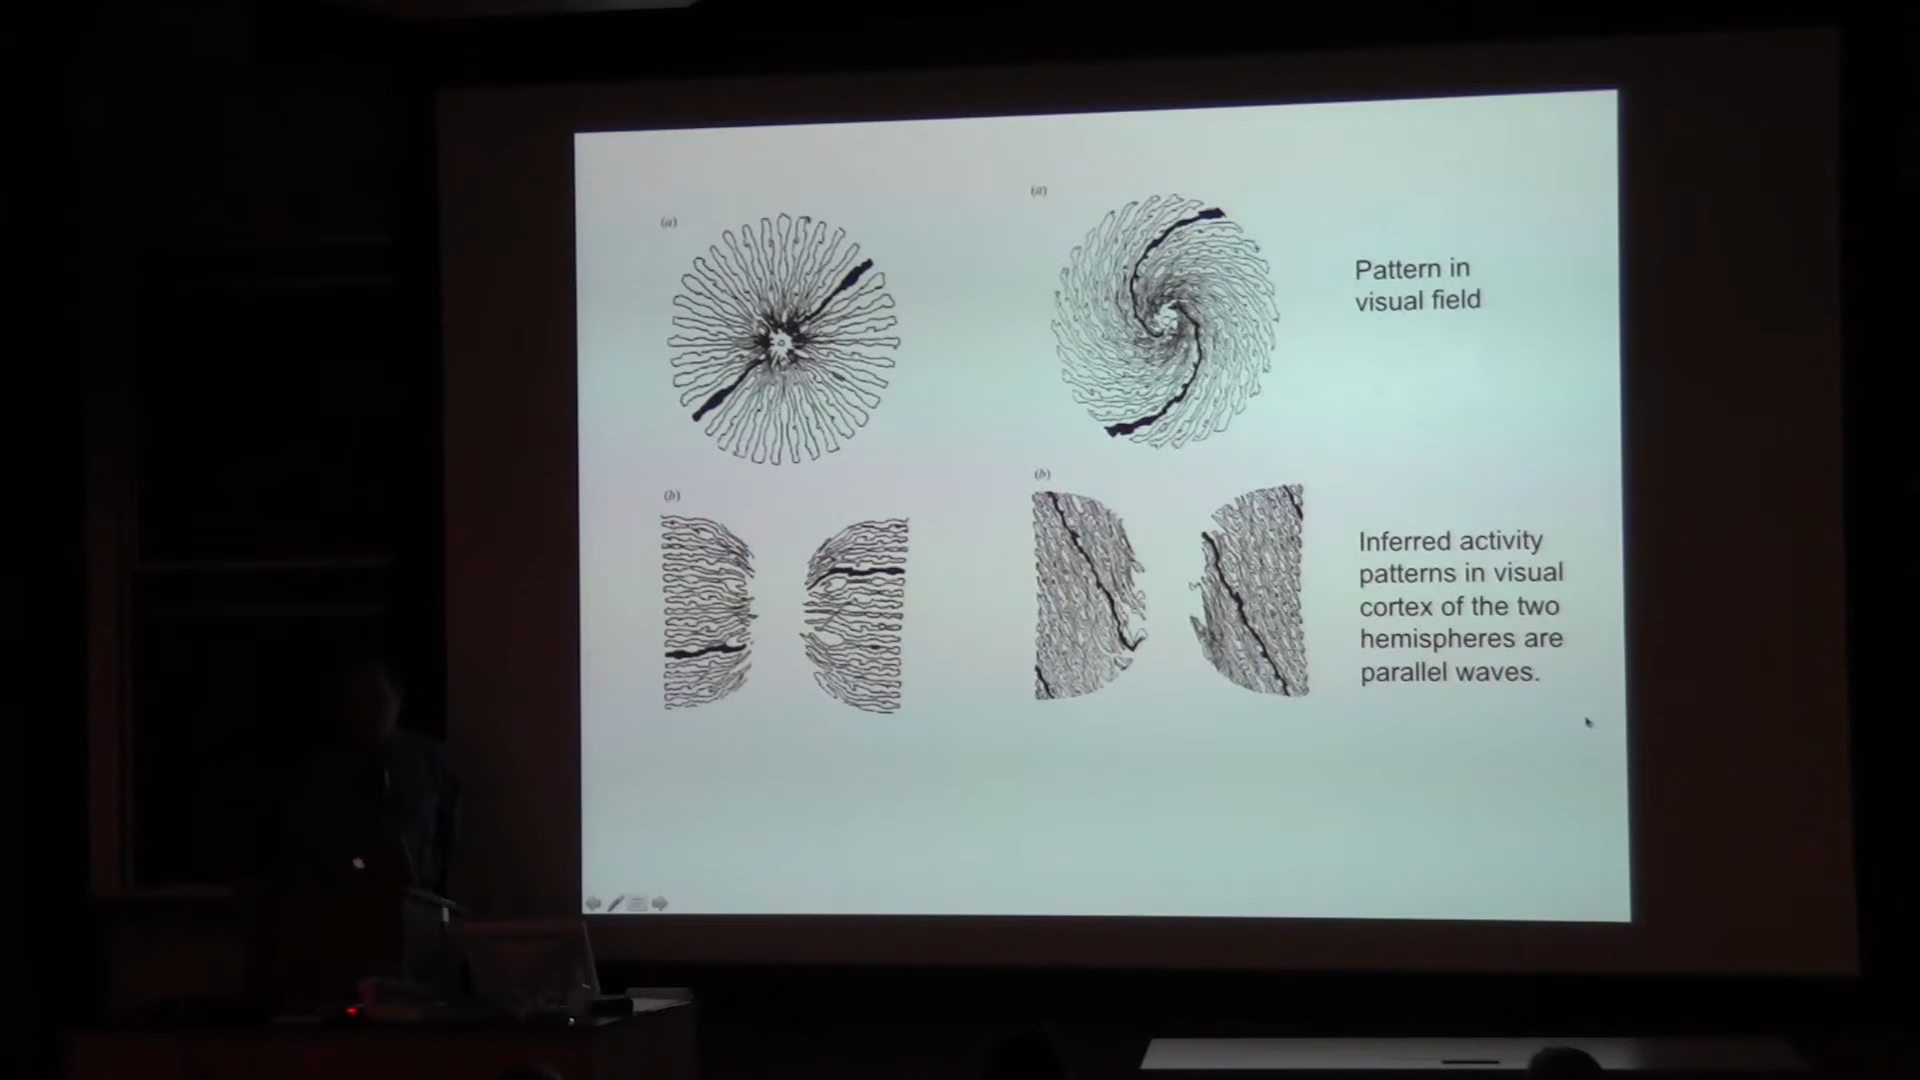 (a)
(a)
Pattern in
visual field
(b)
(b)
Inferred activity
patterns in visual
cortex of the two
hemispheres are
parallel waves.